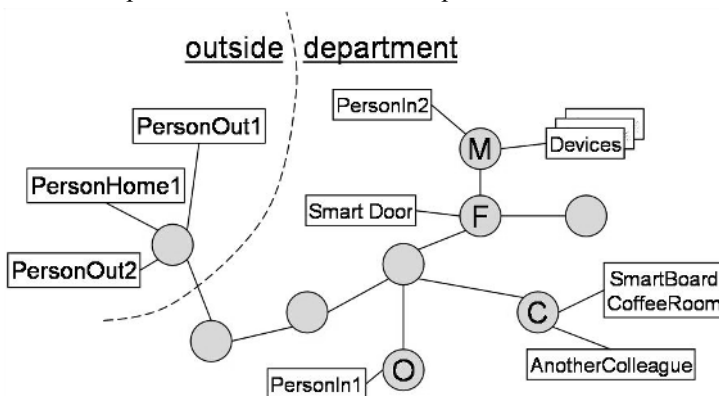 outside department
PersonIn2
PersonOut1
M
Devices
PersonHome1
Smart Door
F
PersonOut2
SmartBoard
CoffeeRoom
C
AnotherColleague
PersonIn1
O